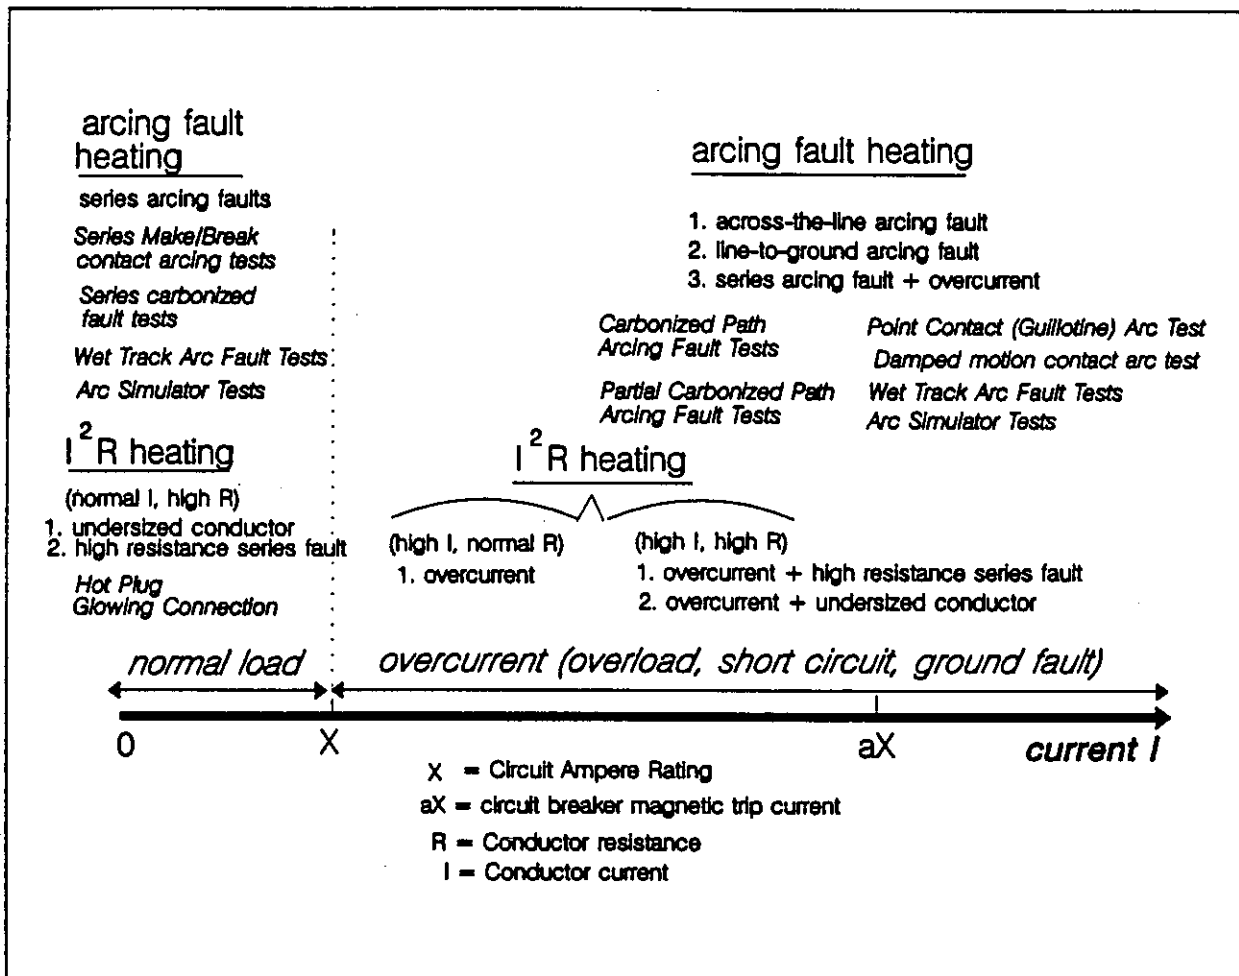 arcing fault
heating
series arcing faults
Series Make/Break
contact arcing tests
Series carbonized
fault tests
Wet Track Arc Fault Tests
Arc Simulator Tests
I²R heating
(normal I, high R)
1. undersized conductor
2. high resistance series fault
Hot Plug
Glowing Connection
arcing fault heating
1. across-the-line arcing fault
2. line-to-ground arcing fault
3. series arcing fault + overcurrent
Carbonized Path
Arcing Fault Tests
Partial Carbonized Path
Arcing Fault Tests
Point Contact (Guillotine) Arc Test
Damped motion contact arc test
Wet Track Arc Fault Tests
Arc Simulator Tests
I²R heating
(high I, normal R)
1. overcurrent
(high I, high R)
1. overcurrent + high resistance series fault
2. overcurrent + undersized conductor
normal load
overcurrent (overload, short circuit, ground fault)
0
X
aX
current I
X = Circuit Ampere Rating
aX = circuit breaker magnetic trip current
R = Conductor resistance
I = Conductor current